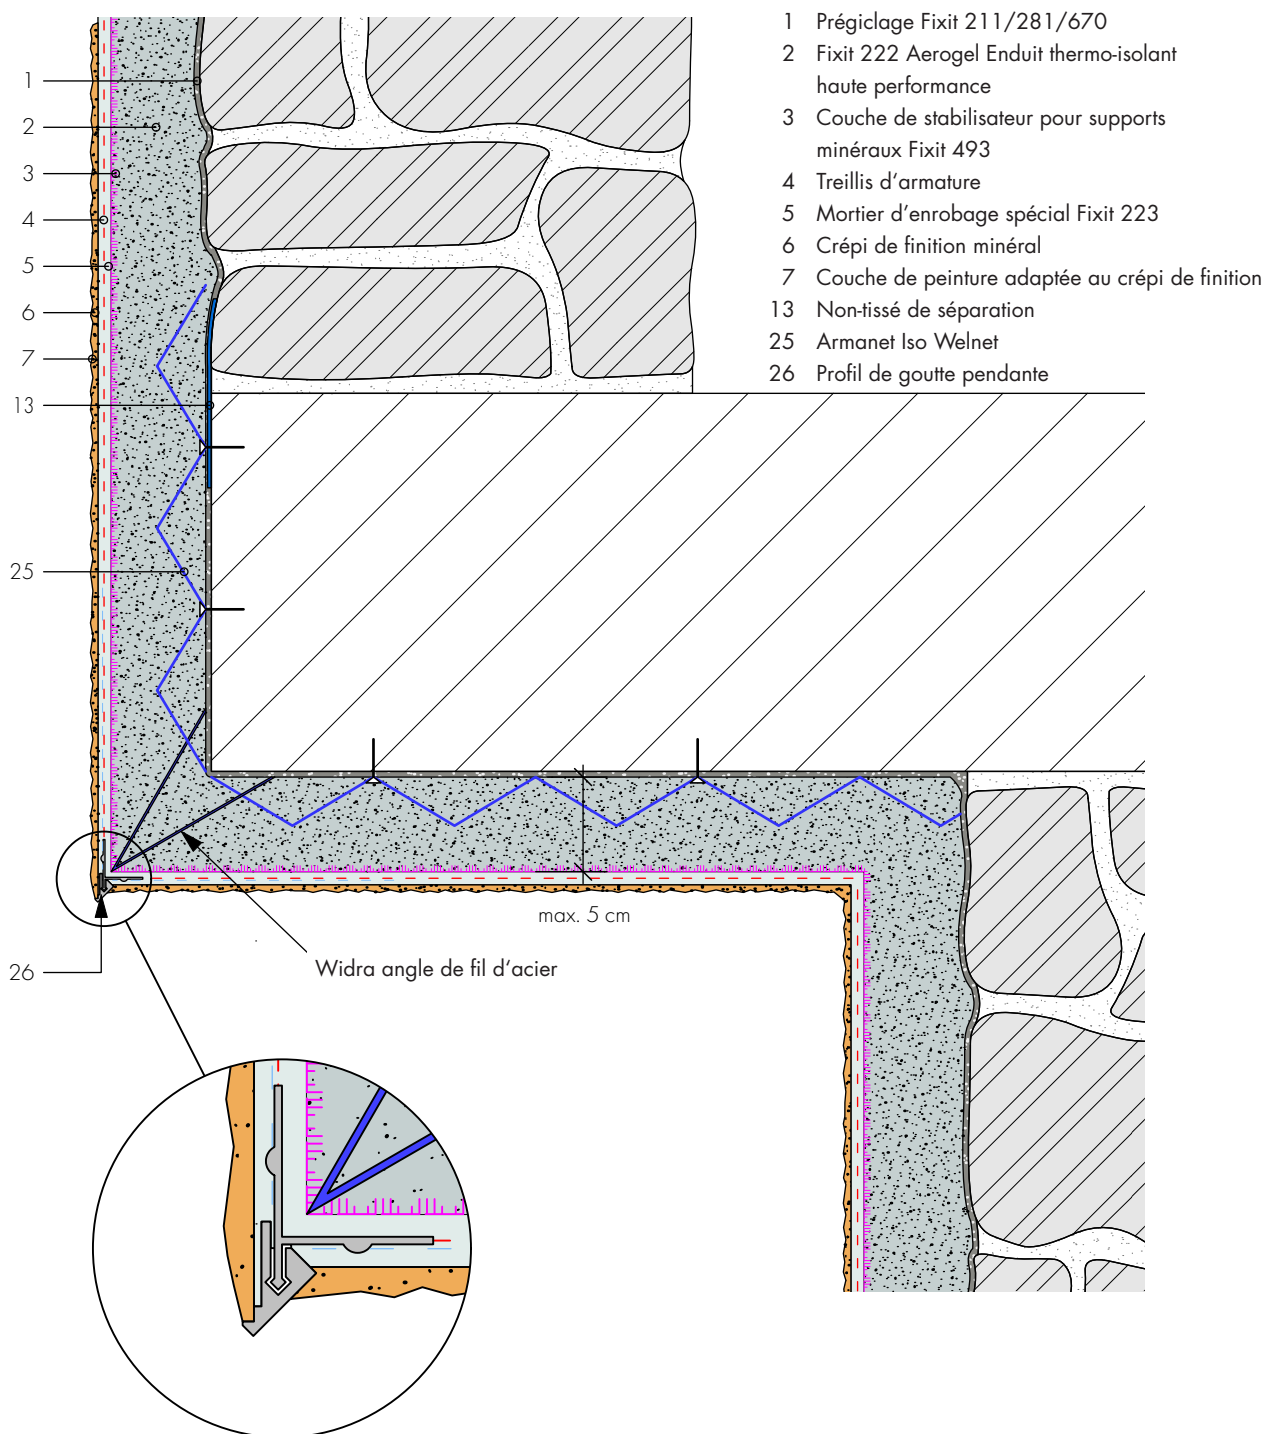 1 Prégiclage Fixit 211/281/670
2 Fixit 222 Aerogel Enduit thermo-isolant
haute performance
3 Couche de stabilisateur pour supports
minéraux Fixit 493
4 Treillis d'armature
5 Mortier d'enrobage spécial Fixit 223
6 Crépi de finition minéral
7 Couche de peinture adaptée au crépi de finition
13 Non-tissé de séparation
25 Armanet Iso Welnet
26 Profil de goutte pendante
1
2
3
4
5
6
7
13
25
max. 5 cm
Widra angle de fil d'acier
26